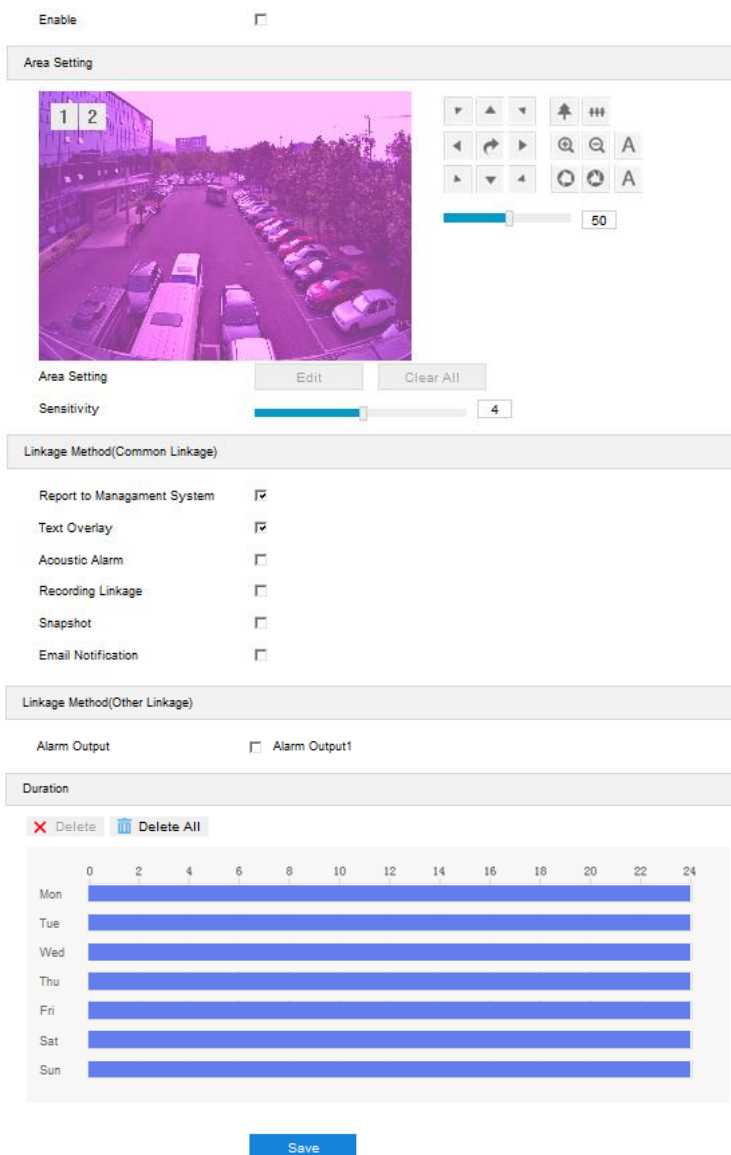 Enable
Area Setting
1 2
A
A
50
Area Setting Edit Clear All
Sensitivity 4
Linkage Method(Common Linkage)
Report to Managament System
Text Overlay
Acoustic Alarm
Recording Linkage
Snapshot
Email Notification
Linkage Method(Other Linkage)
Alarm Output Alarm Output1
Duration
Delete Delete All
0 2 4 6 8 10 12 14 16 18 20 22 24
Mon
Tue
Wed
Thu
Fri
Sat
Sun
Save